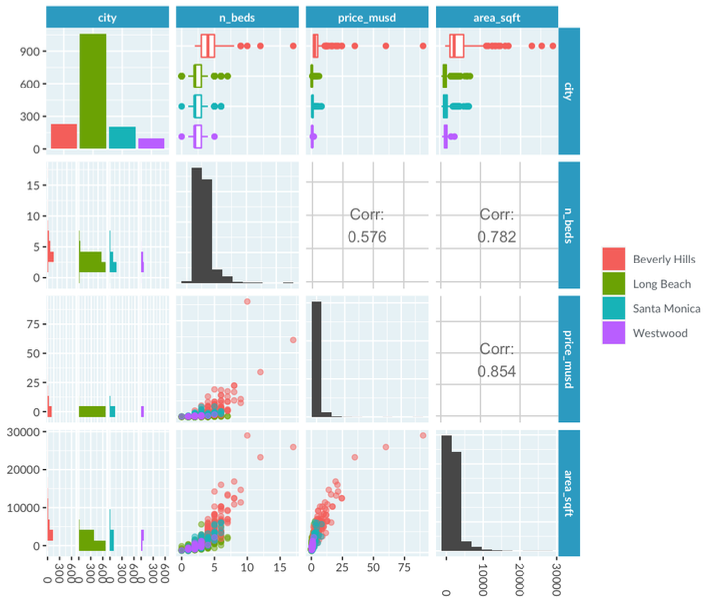 city
n_beds
price_musd
area_sqft
900
600
300
0
city
15
10
5
0
Corr:
0.576
Corr:
0.782
n_beds
75
50
25
0
Corr:
0.854
price_musd
30000
20000
10000
0
area_sqft
0
300
600
0
300
600
0
300
600
0
300
600
0
5
10
15
0
25
50
75
0
10000
20000
30000
Beverly Hills
Long Beach
Santa Monica
Westwood